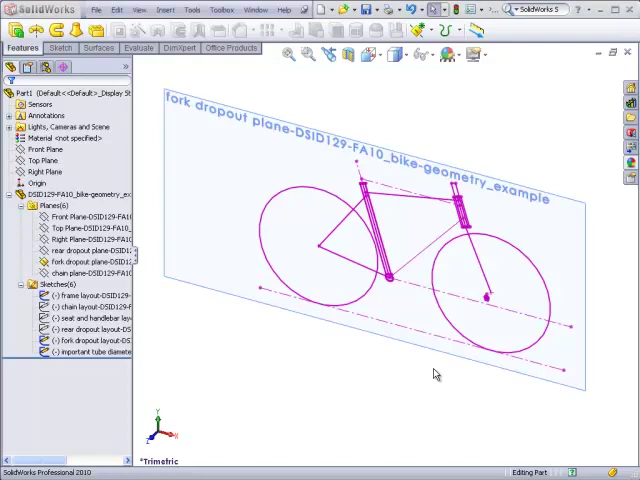 SolidWorks
File
Edit
View
Insert
Tools
Window
Help
SolidWorks S
Features
Sketch
Surfaces
Evaluate
DimXpert
Office Products
Part1 (Default<<Default>_Display St
Sensors
Annotations
Lights, Cameras and Scene
Material <not specified>
Front Plane
Top Plane
Right Plane
Origin
DSID129-FA10_bike-geometry_ex
Planes(6)
Front Plane-DSID129-FA10
Top Plane-DSID129-FA10_
Right Plane-DSID129-FA10
rear dropout plane-DSID12
fork dropout plane-DSID12
chain plane-DSID129-FA10
Sketches(6)
(-) frame layout-DSID129-
(-) chain layout-DSID129-
(-) seat and handlebar lay
(-) rear dropout layout-DS
(-) fork dropout layout-DS
(-) important tube diamete
fork dropout plane-DSID129-FA10_bike-geometry_example
Y
X
Z
*Trimetric
SolidWorks Professional 2010
Editing Part